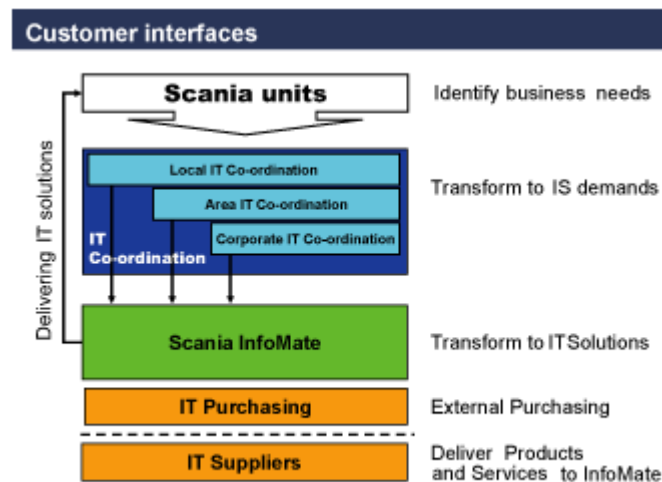 Customer interfaces
Scania units
Identify business needs
Delivering IT solutions
Local IT Co-ordination
Area IT Co-ordination
Corporate IT Co-ordination
IT
Co-ordination
Transform to IS demands
Scania InfoMate
Transform to ITSolutions
IT Purchasing
External Purchasing
IT Suppliers
Deliver Products
and Services to InfoMate